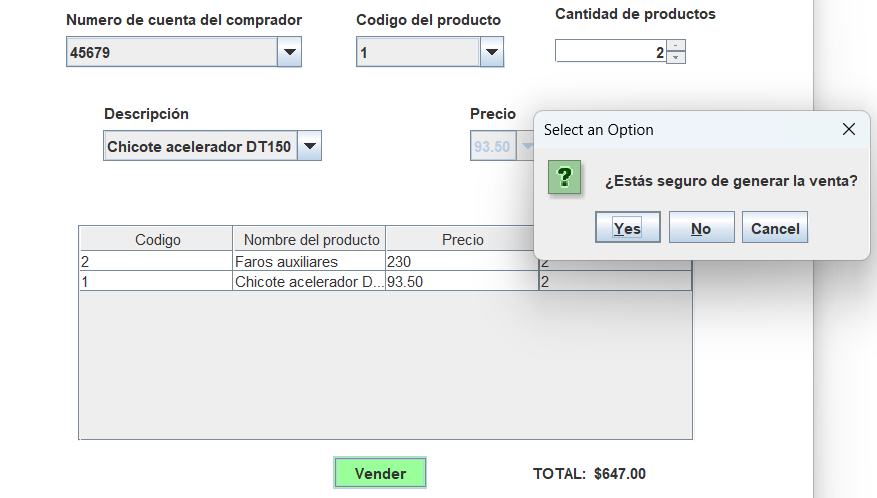 Numero de cuenta del comprador
Codigo del producto
Cantidad de productos
45679
1
2
Descripción
Precio
Chicote acelerador DT150
93.50
Select an Option
?
¿Estás seguro de generar la venta?
Yes
No
Cancel
Codigo
Nombre del producto
Precio
2
Faros auxiliares
230
2
1
Chicote acelerador D...
93.50
2
Vender
TOTAL: $647.00